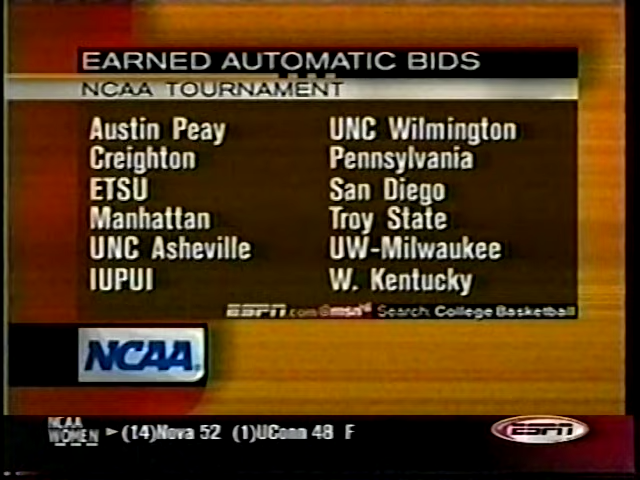 EARNED AUTOMATIC BIDS
NCAA TOURNAMENT
Austin Peay
Creighton
ETSU
Manhattan
UNC Asheville
IUPUI
UNC Wilmington
Pennsylvania
San Diego
Troy State
UW-Milwaukee
W. Kentucky
ESPN.com@msn Search: College Basketball
NCAA
NCAA WOMEN ► (14)Nova 52 (1)UConn 48 F
ESPN